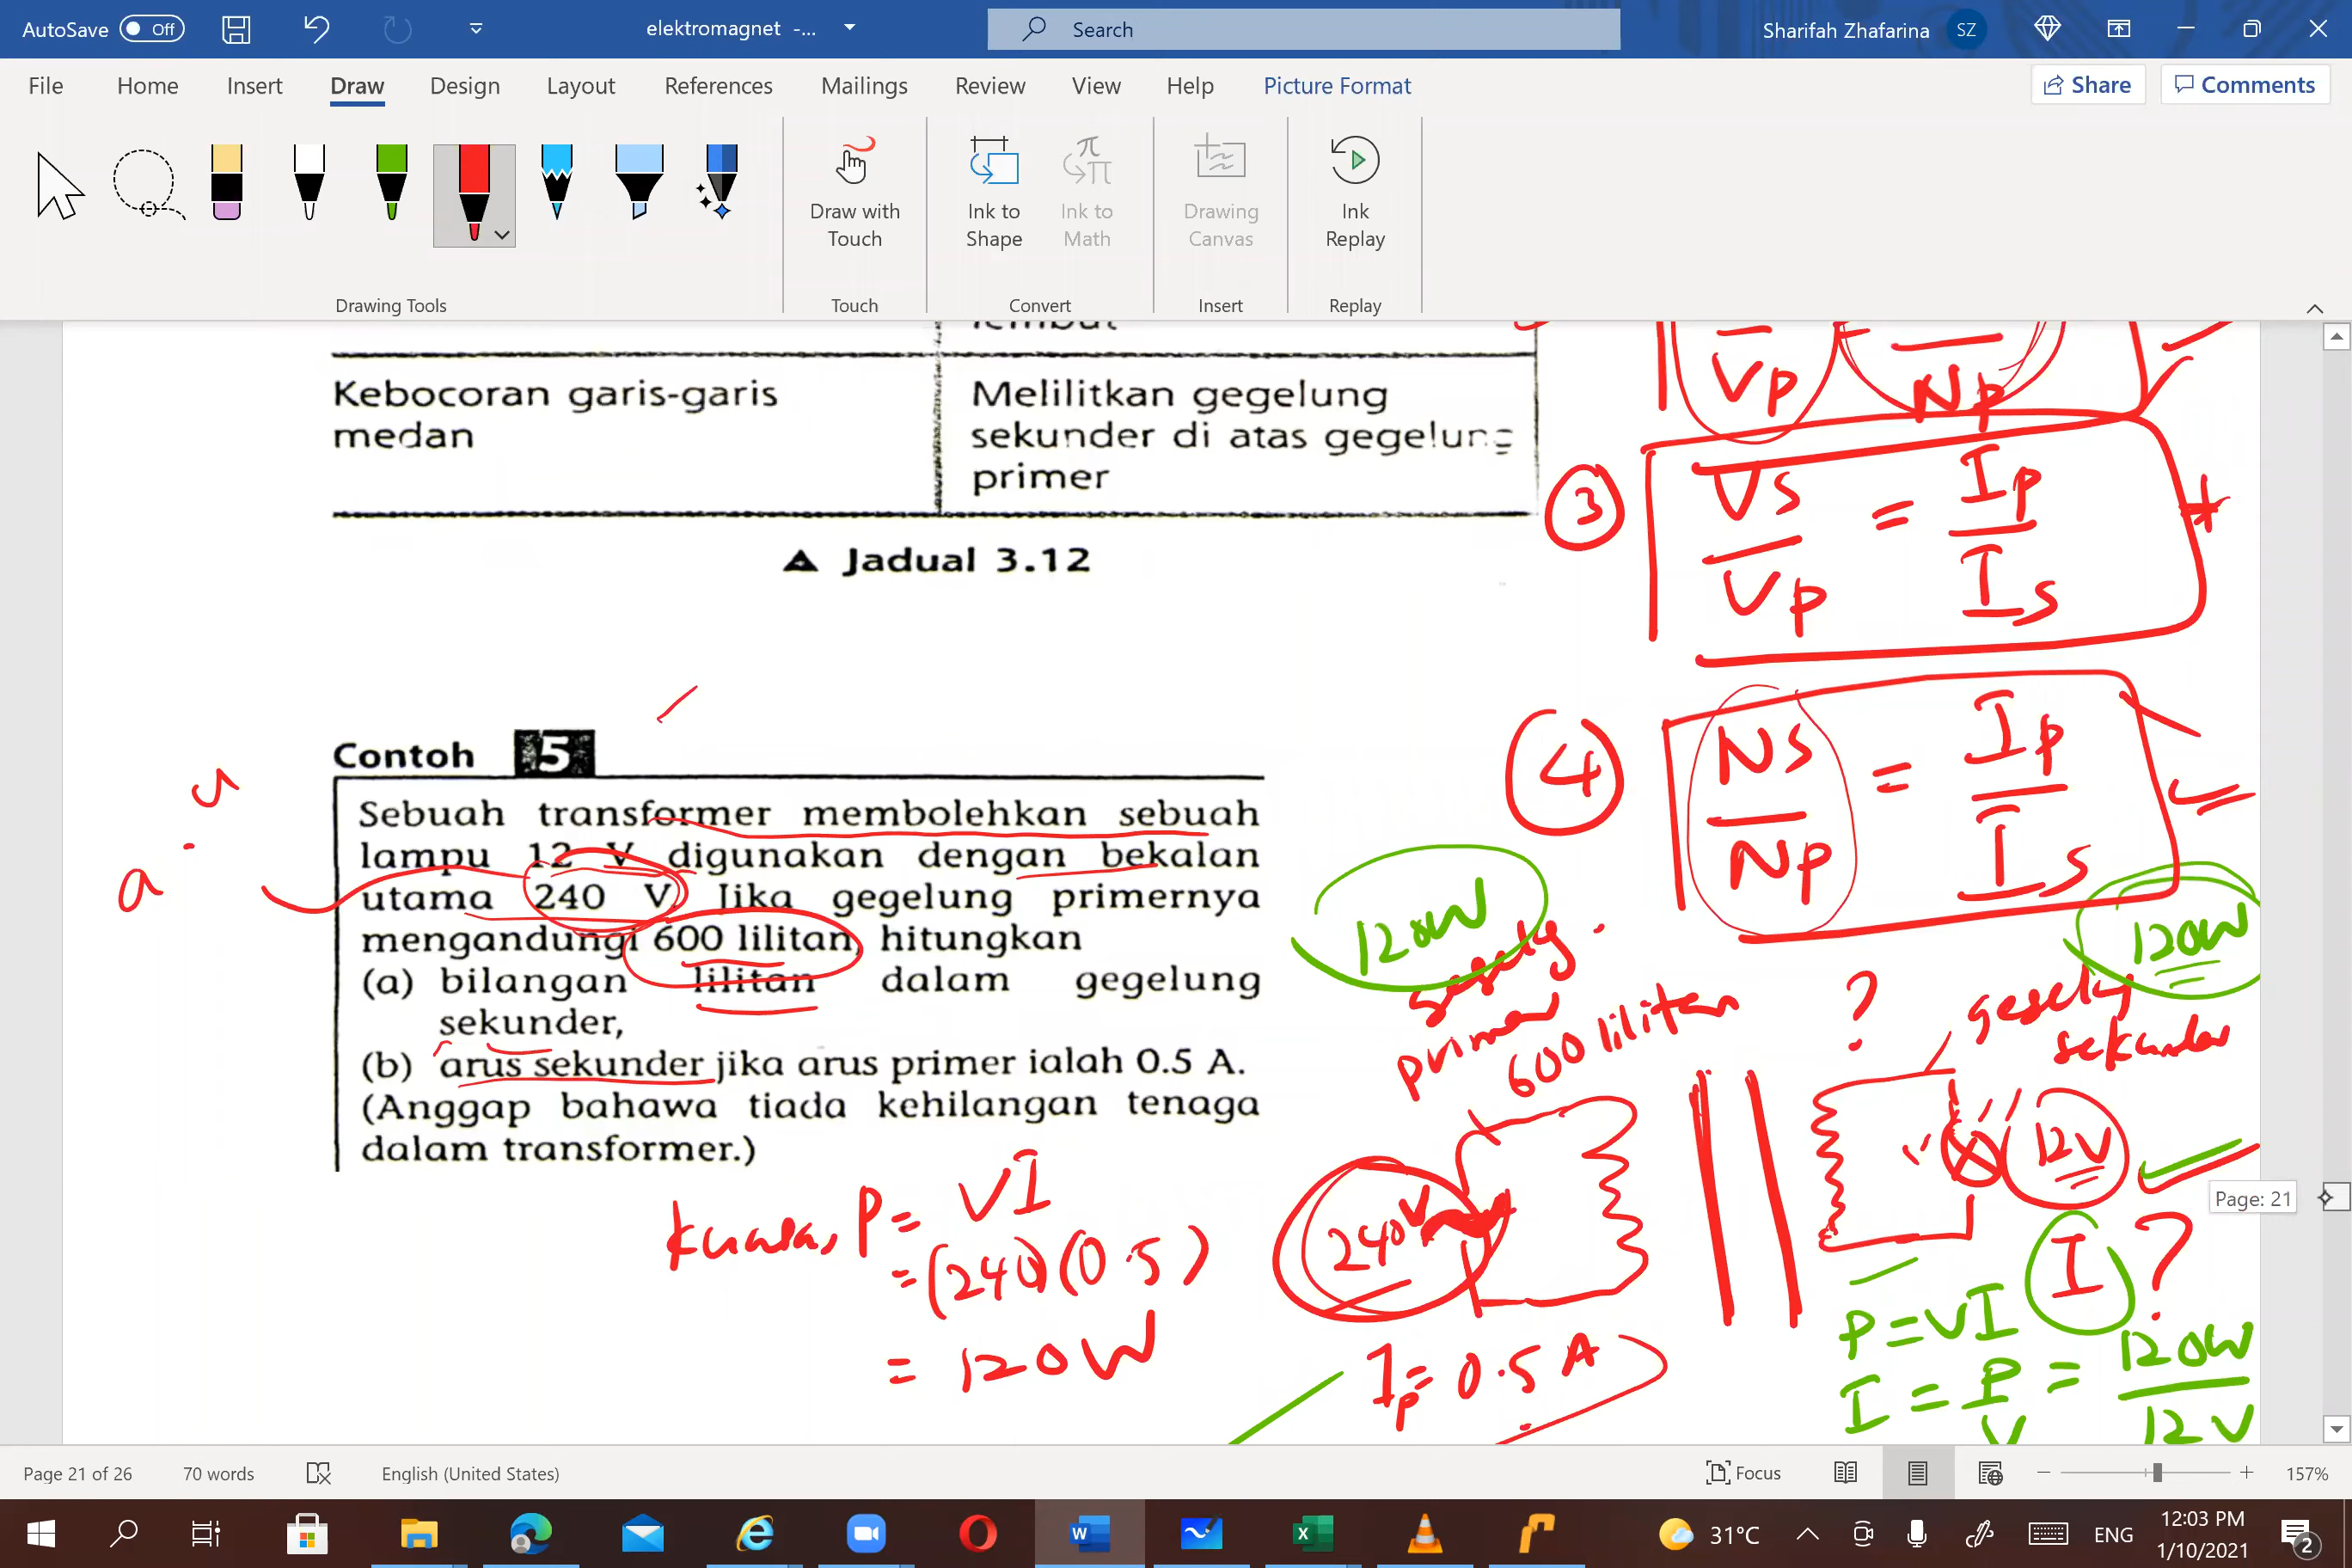 AutoSave Off
elektromagnet -...
Search
Sharifah Zhafarina SZ
File Home Insert Draw Design Layout References Mailings Review View Help Picture Format
Share Comments
Draw with Touch
Ink to Shape
Ink to Math
Drawing Canvas
Ink Replay
Drawing Tools Touch Convert Insert Replay
Kebocoran garis-garis medan
Melilitkan gegelung
sekunder di atas gegelung
primer
▲ Jadual 3.12
Vp Np
③ Vs/Vp = Ip/Is *
④ Ns/Np = Ip/Is
Contoh 5
Sebuah transformer membolehkan sebuah
lampu 12 V digunakan dengan bekalan
utama 240 V. Jika gegelung primernya
mengandungi 600 lilitan, hitungkan
(a) bilangan lilitan dalam gegelung
sekunder,
(b) arus sekunder jika arus primer ialah 0.5 A.
(Anggap bahawa tiada kehilangan tenaga
dalam transformer.)
a.
120W
120W
primer
600 lilitan
?
sekunder
240V
12V
I ?
Ip = 0.5 A
kuasa, P = VI
= (240)(0.5)
= 120 W
P = VI
I = P/V = 120W/12V
Page: 21
Page 21 of 26 70 words English (United States) Focus 157%
31°C ENG 12:03 PM
1/10/2021
2